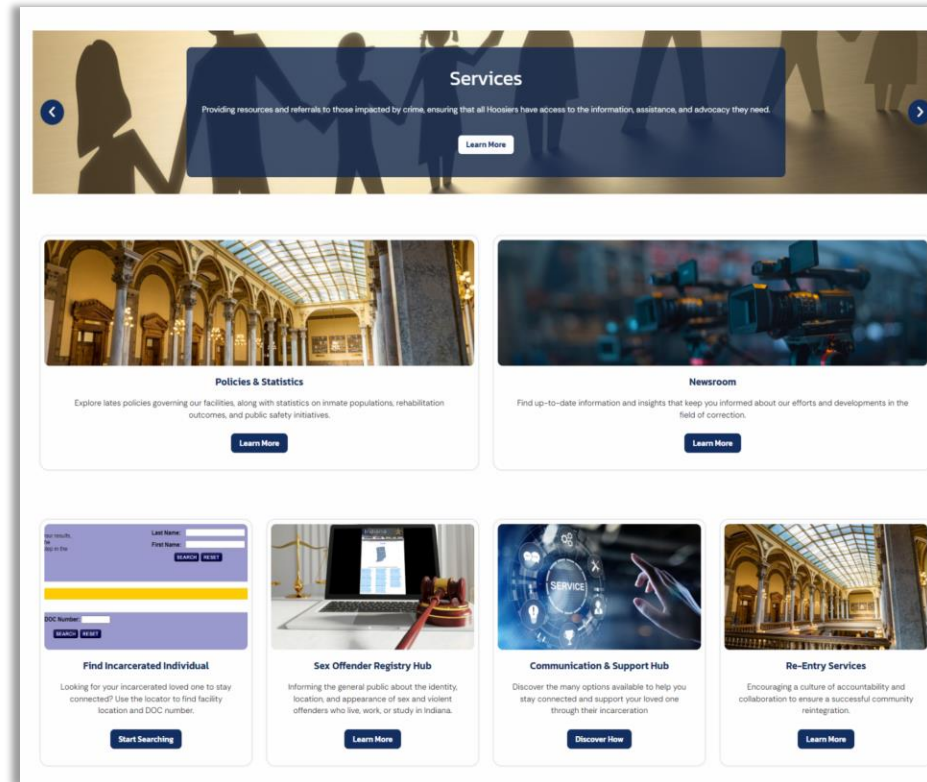 Services
Providing resources and referrals to those impacted by crime, ensuring that all Hoosiers have access to the information, assistance, and advocacy they need.
Learn More
Policies & Statistics
Explore lates policies governing our facilities, along with statistics on inmate populations, rehabilitation
outcomes, and public safety initiatives.
Learn More
Newsroom
Find up-to-date information and insights that keep you informed about our efforts and developments in the
field of correction.
Learn More
your results,
Last Name:
First Name:
SEARCH RESET
DOC Number:
SEARCH RESET
Find Incarcerated Individual
Looking for your incarcerated loved one to stay
connected? Use the locator to find facility
location and DOC number.
Start Searching
Sex Offender Registry Hub
Informing the general public about the identity,
location, and appearance of sex and violent
offenders who live, work, or study in Indiana.
Learn More
SERVICE
Communication & Support Hub
Discover the many options available to help you
stay connected and support your loved one
through their incarceration
Discover How
Re-Entry Services
Encouraging a culture of accountability and
collaboration to ensure a successful community
reintegration.
Learn More